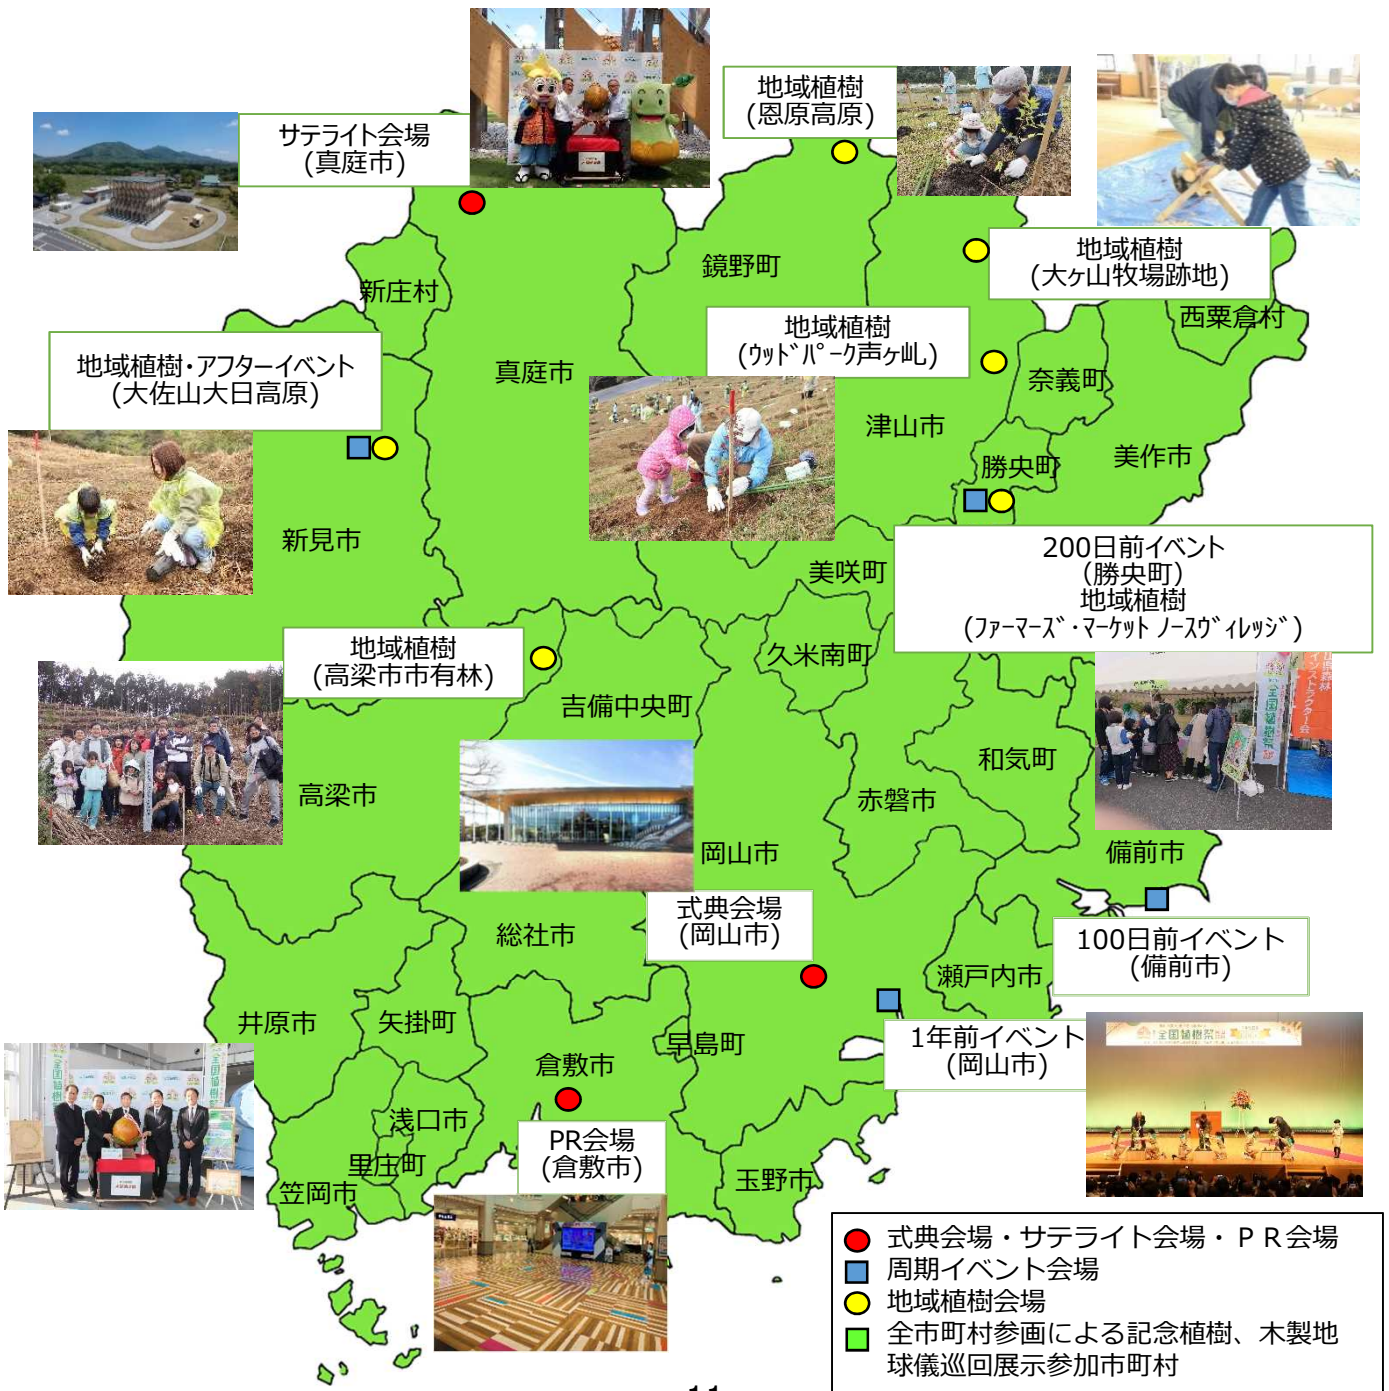 地域植樹
(恩原高原)
サテライト会場
(真庭市)
地域植樹
(大ヶ山牧場跡地)
鏡野町
新庄村
西粟倉村
地域植樹
(ｳｯﾄﾞﾊﾟｰｸ声ヶ乢)
地域植樹・アフターイベント
(大佐山大日高原)
真庭市
奈義町
津山市
勝央町
美作市
新見市
200日前イベント
(勝央町)
地域植樹
(ﾌｧｰﾏｰｽﾞ･ﾏｰｹｯﾄ ﾉｰｽｳﾞｨﾚｯｼﾞ)
美咲町
地域植樹
(高梁市市有林)
久米南町
吉備中央町
全国植樹祭
和気町
高梁市
赤磐市
岡山市
備前市
式典会場
(岡山市)
総社市
100日前イベント
(備前市)
瀬戸内市
井原市
矢掛町
早島町
1年前イベント
(岡山市)
全国植樹祭
倉敷市
浅口市
PR会場
(倉敷市)
里庄町
玉野市
笠岡市
式典会場・サテライト会場・ＰＲ会場
周期イベント会場
地域植樹会場
全市町村参画による記念植樹、木製地
球儀巡回展示参加市町村
11